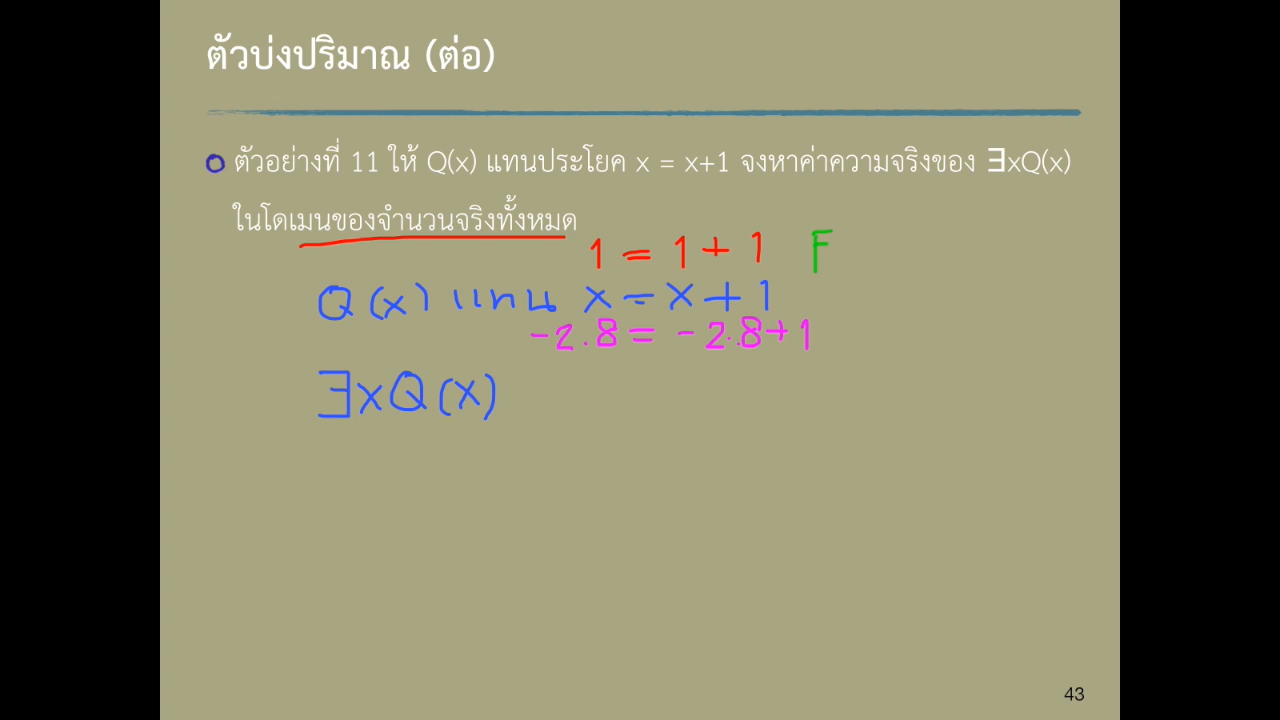 ตัวบ่งปริมาณ (ต่อ)
ตัวอย่างที่ 11 ให้ Q(x) แทนประโยค x = x+1 จงหาค่าความจริงของ ∃xQ(x)
ในโดเมนของจำนวนจริงทั้งหมด
1 = 1 + 1 F
Q(x) แทน x = x + 1
-2.8 = -2.8+1
∃xQ(x)
43